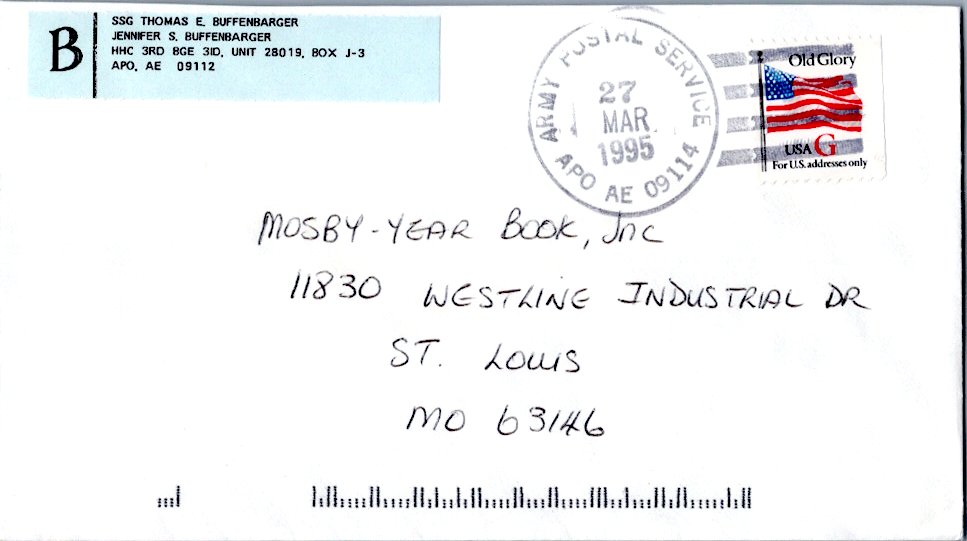 B
SSG THOMAS E. BUFFENBARGER
JENNIFER S. BUFFENBARGER
HHC 3RD BGE 3ID, UNIT 28019, BOX J-3
APO, AE 09112
ARMY POSTAL SERVICE
27
MAR
1995
APO AE 09114
Old Glory
USA G
For U.S. addresses only
MOSBY-YEAR BOOK, Inc
11830 WESTLINE INDUSTRIAL DR
ST. LOUIS
MO 63146